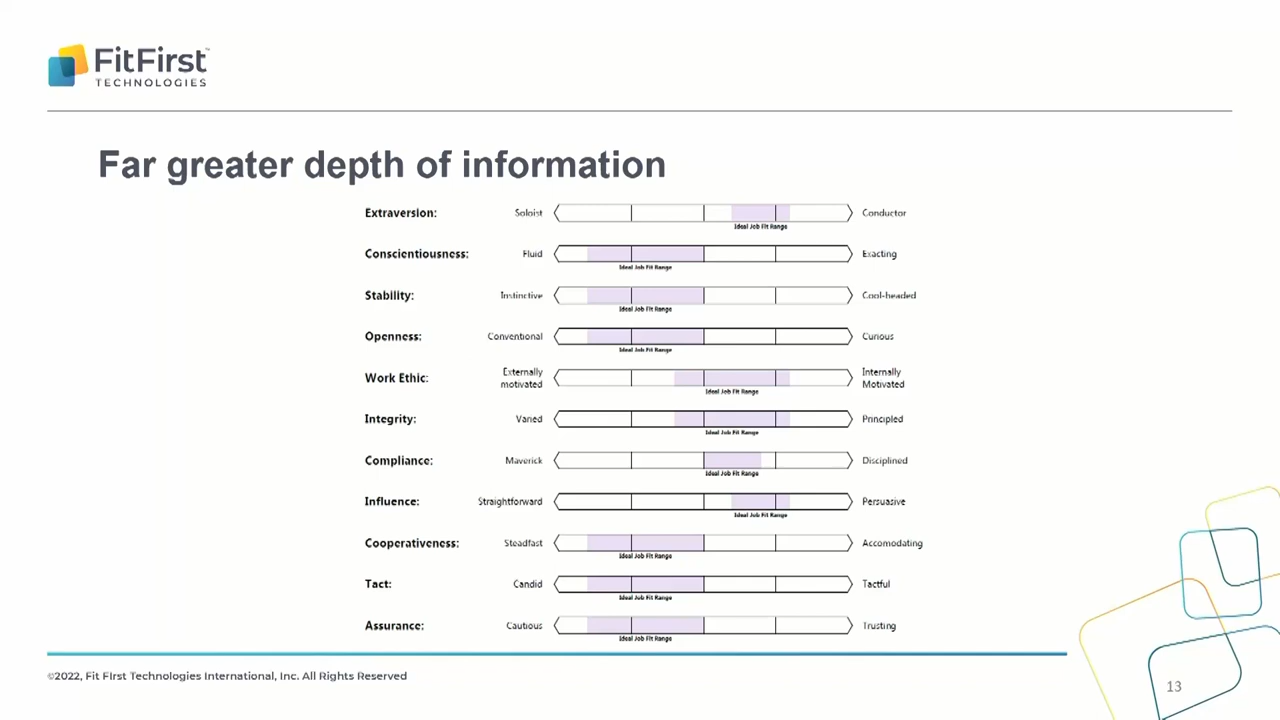 FitFirst™
TECHNOLOGIES
Far greater depth of information
Extraversion: Soloist Conductor
Ideal Job Fit Range
Conscientiousness: Fluid Exacting
Ideal Job Fit Range
Stability: Instinctive Cool-headed
Ideal Job Fit Range
Openness: Conventional Curious
Ideal Job Fit Range
Work Ethic: Externally motivated Internally Motivated
Ideal Job Fit Range
Integrity: Varied Principled
Ideal Job Fit Range
Compliance: Maverick Disciplined
Ideal Job Fit Range
Influence: Straightforward Persuasive
Ideal Job Fit Range
Cooperativeness: Steadfast Accomodating
Ideal Job Fit Range
Tact: Candid Tactful
Ideal Job Fit Range
Assurance: Cautious Trusting
Ideal Job Fit Range
©2022, Fit FIrst Technologies International, Inc. All Rights Reserved
13